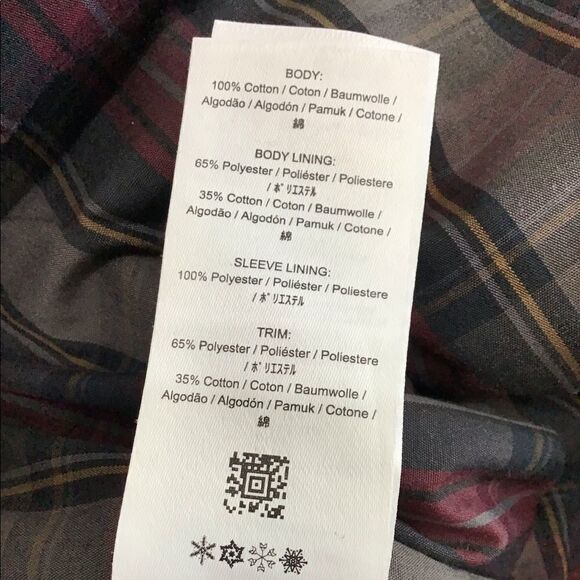 BODY:
100% Cotton / Coton / Baumwolle /
Algodão / Algodón / Pamuk / Cotone /
綿
BODY LINING:
65% Polyester / Poliéster / Poliestere
/ ﾎﾟﾘｴｽﾃﾙ
35% Cotton / Coton / Baumwolle /
Algodão / Algodón / Pamuk / Cotone /
綿
SLEEVE LINING:
100% Polyester / Poliéster / Poliestere
/ ﾎﾟﾘｴｽﾃﾙ
TRIM:
65% Polyester / Poliéster / Poliestere
/ ﾎﾟﾘｴｽﾃﾙ
35% Cotton / Coton / Baumwolle /
Algodão / Algodón / Pamuk / Cotone /
綿